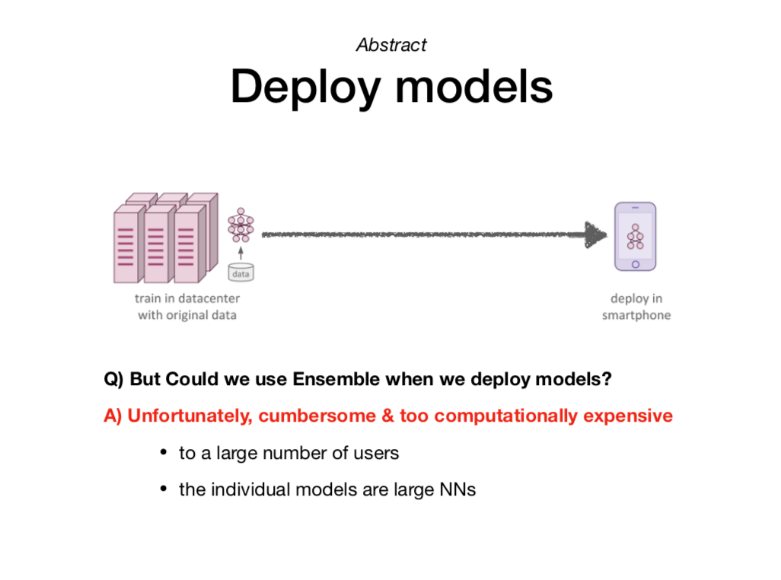 Abstract
Deploy models
data
train in datacenter
with original data
deploy in
smartphone
Q) But Could we use Ensemble when we deploy models?
A) Unfortunately, cumbersome & too computationally expensive
• to a large number of users
• the individual models are large NNs